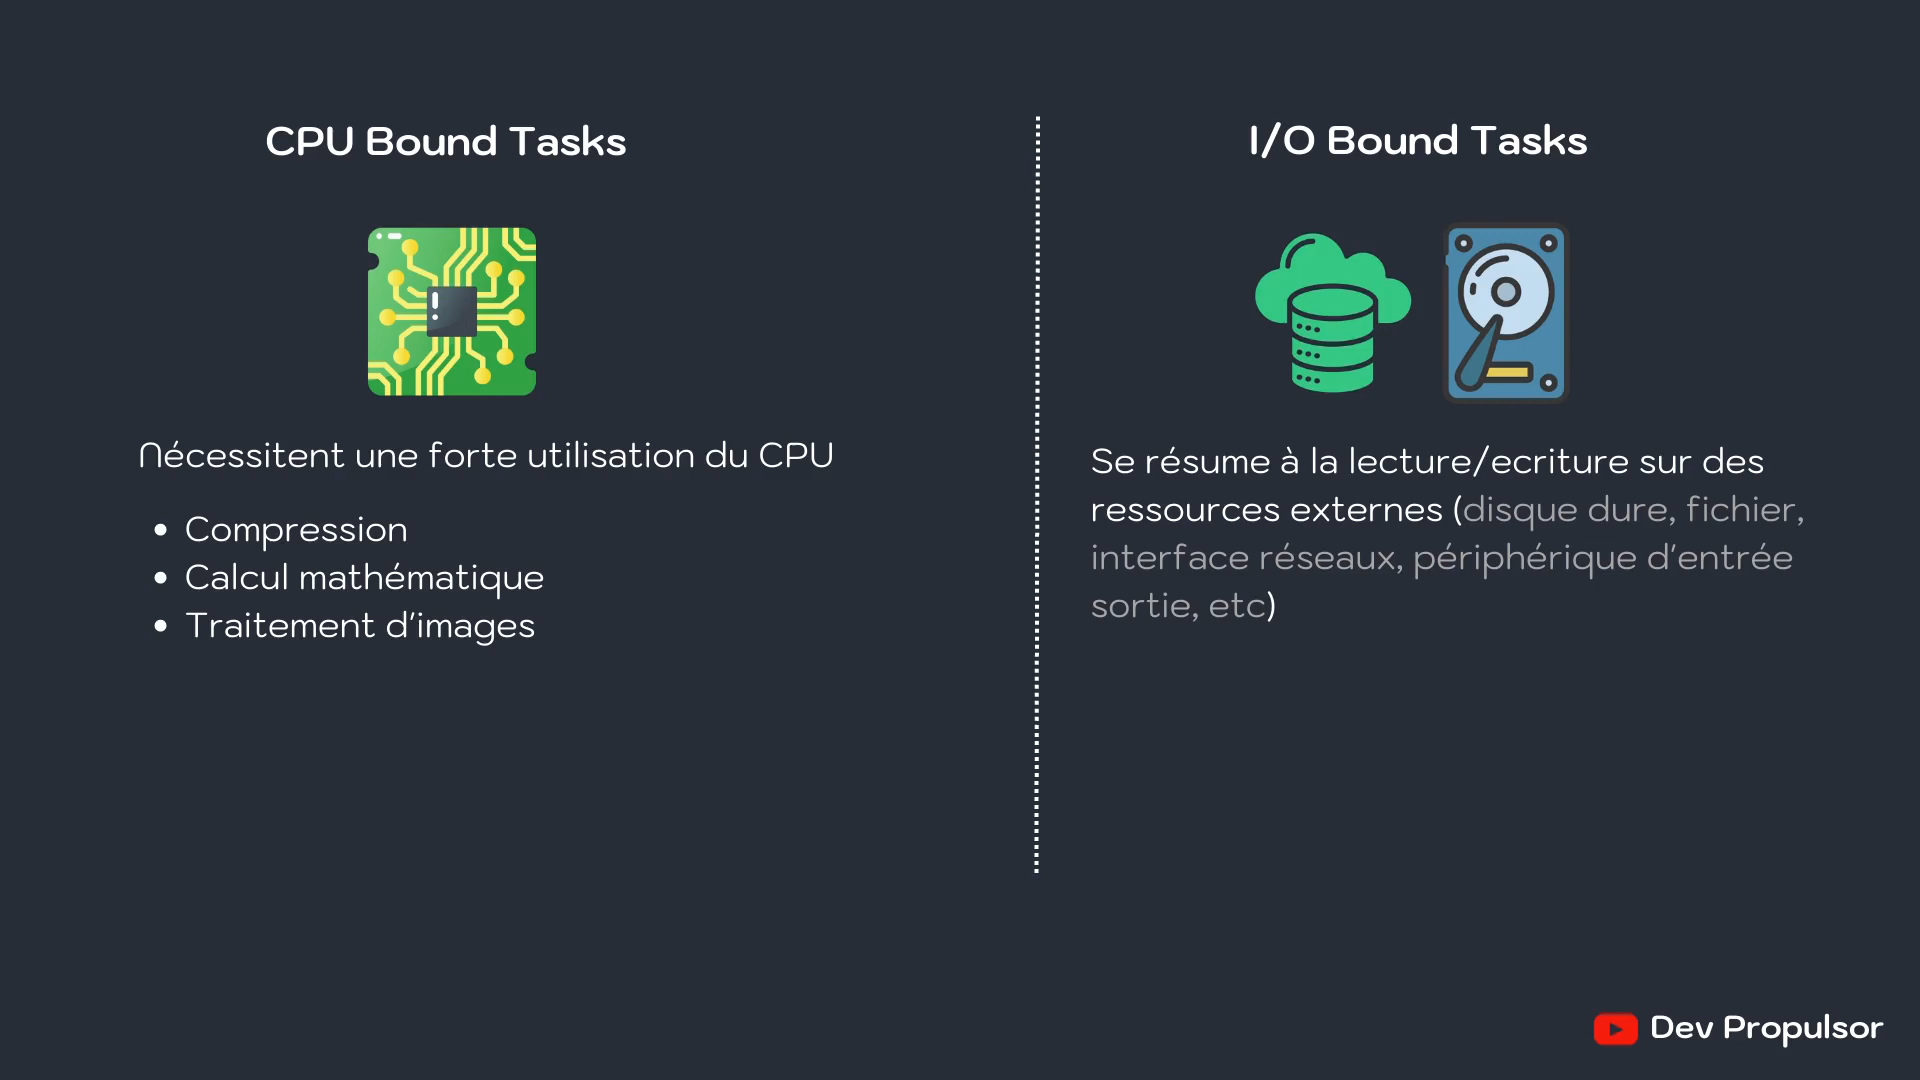 CPU Bound Tasks
Nécessitent une forte utilisation du CPU
• Compression
• Calcul mathématique
• Traitement d'images
I/O Bound Tasks
Se résume à la lecture/ecriture sur des
ressources externes (disque dure, fichier,
interface réseaux, périphérique d'entrée
sortie, etc)
Dev Propulsor